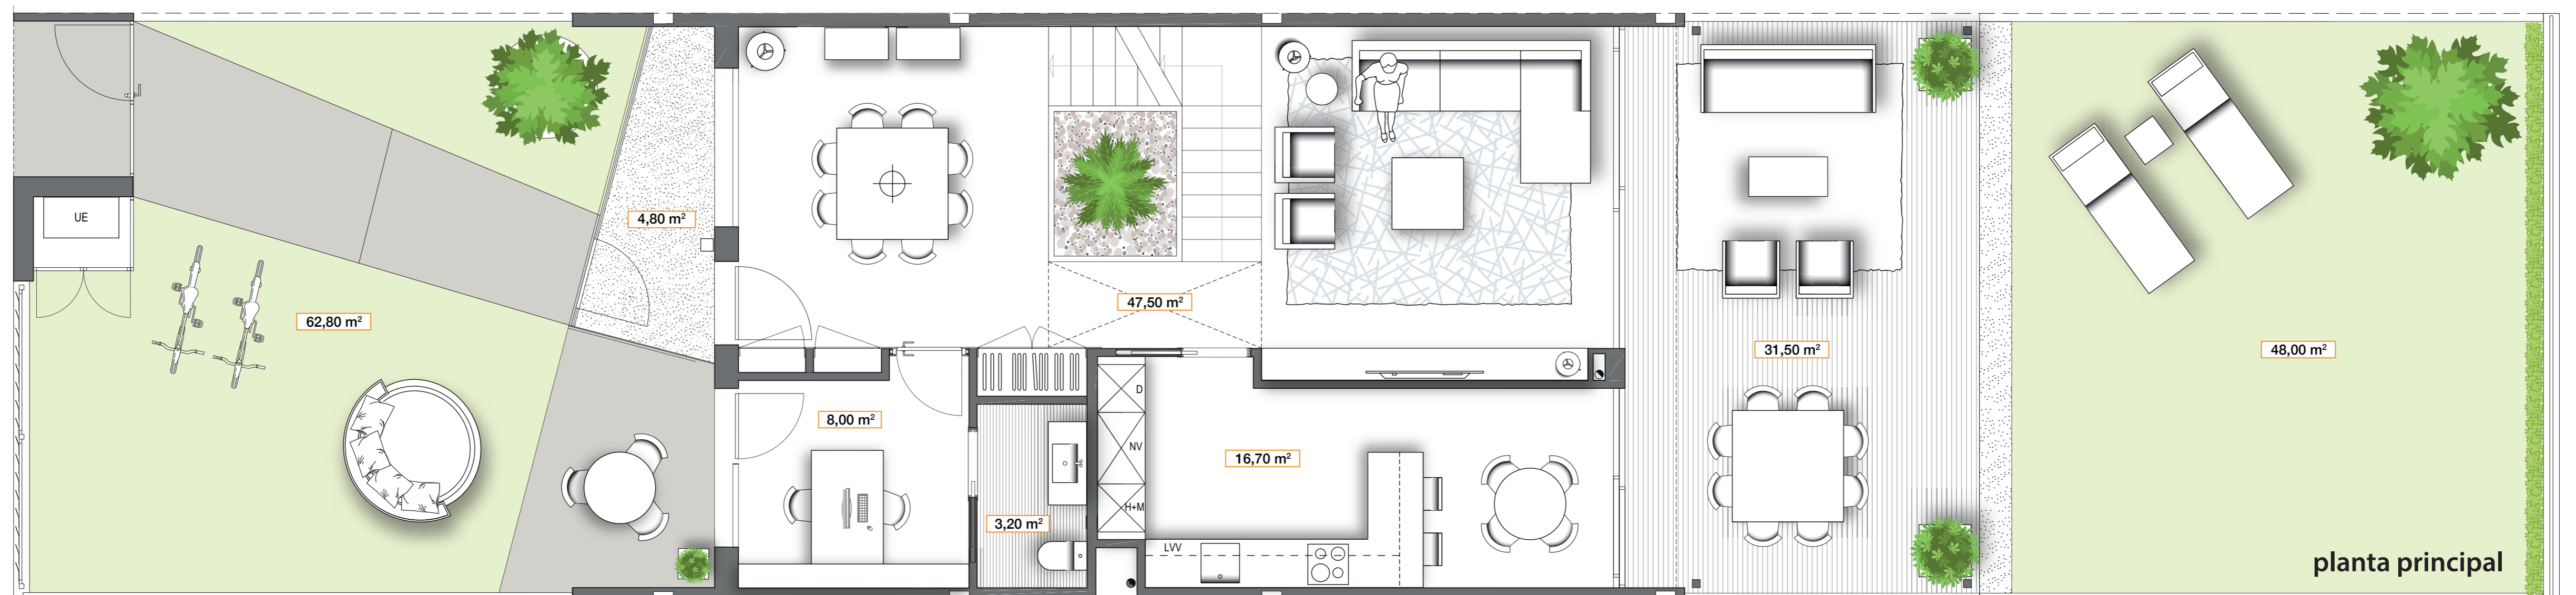 UE
4,80 m²
62,80 m²
47,50 m²
31,50 m²
48,00 m²
8,00 m²
D
NV
H+M
16,70 m²
3,20 m²
LVV
planta principal